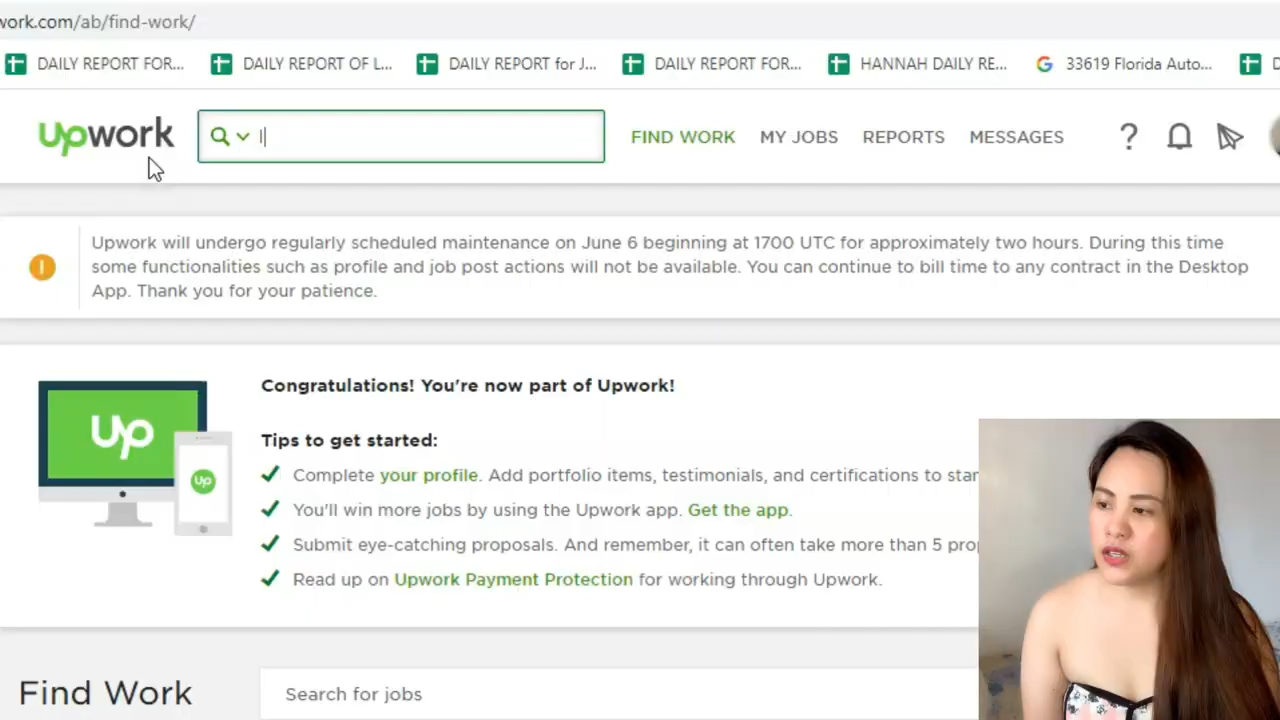 work.com/ab/find-work/
DAILY REPORT FOR... DAILY REPORT OF L... DAILY REPORT for J... DAILY REPORT FOR... HANNAH DAILY RE... 33619 Florida Auto... D
upwork l FIND WORK MY JOBS REPORTS MESSAGES ?
Upwork will undergo regularly scheduled maintenance on June 6 beginning at 1700 UTC for approximately two hours. During this time
some functionalities such as profile and job post actions will not be available. You can continue to bill time to any contract in the Desktop
App. Thank you for your patience.
Congratulations! You're now part of Upwork!
up
Tips to get started:
Complete your profile. Add portfolio items, testimonials, and certifications to star
up
You'll win more jobs by using the Upwork app. Get the app.
Submit eye-catching proposals. And remember, it can often take more than 5 pro
Read up on Upwork Payment Protection for working through Upwork.
Find Work Search for jobs